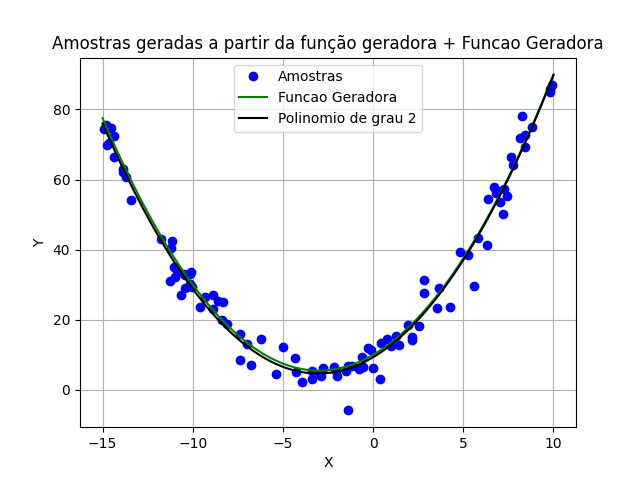 Amostras geradas a partir da função geradora + Funcao Geradora
Amostras
Funcao Geradora
Polinomio de grau 2
80
60
40
20
0
Y
−15
−10
−5
0
5
10
X